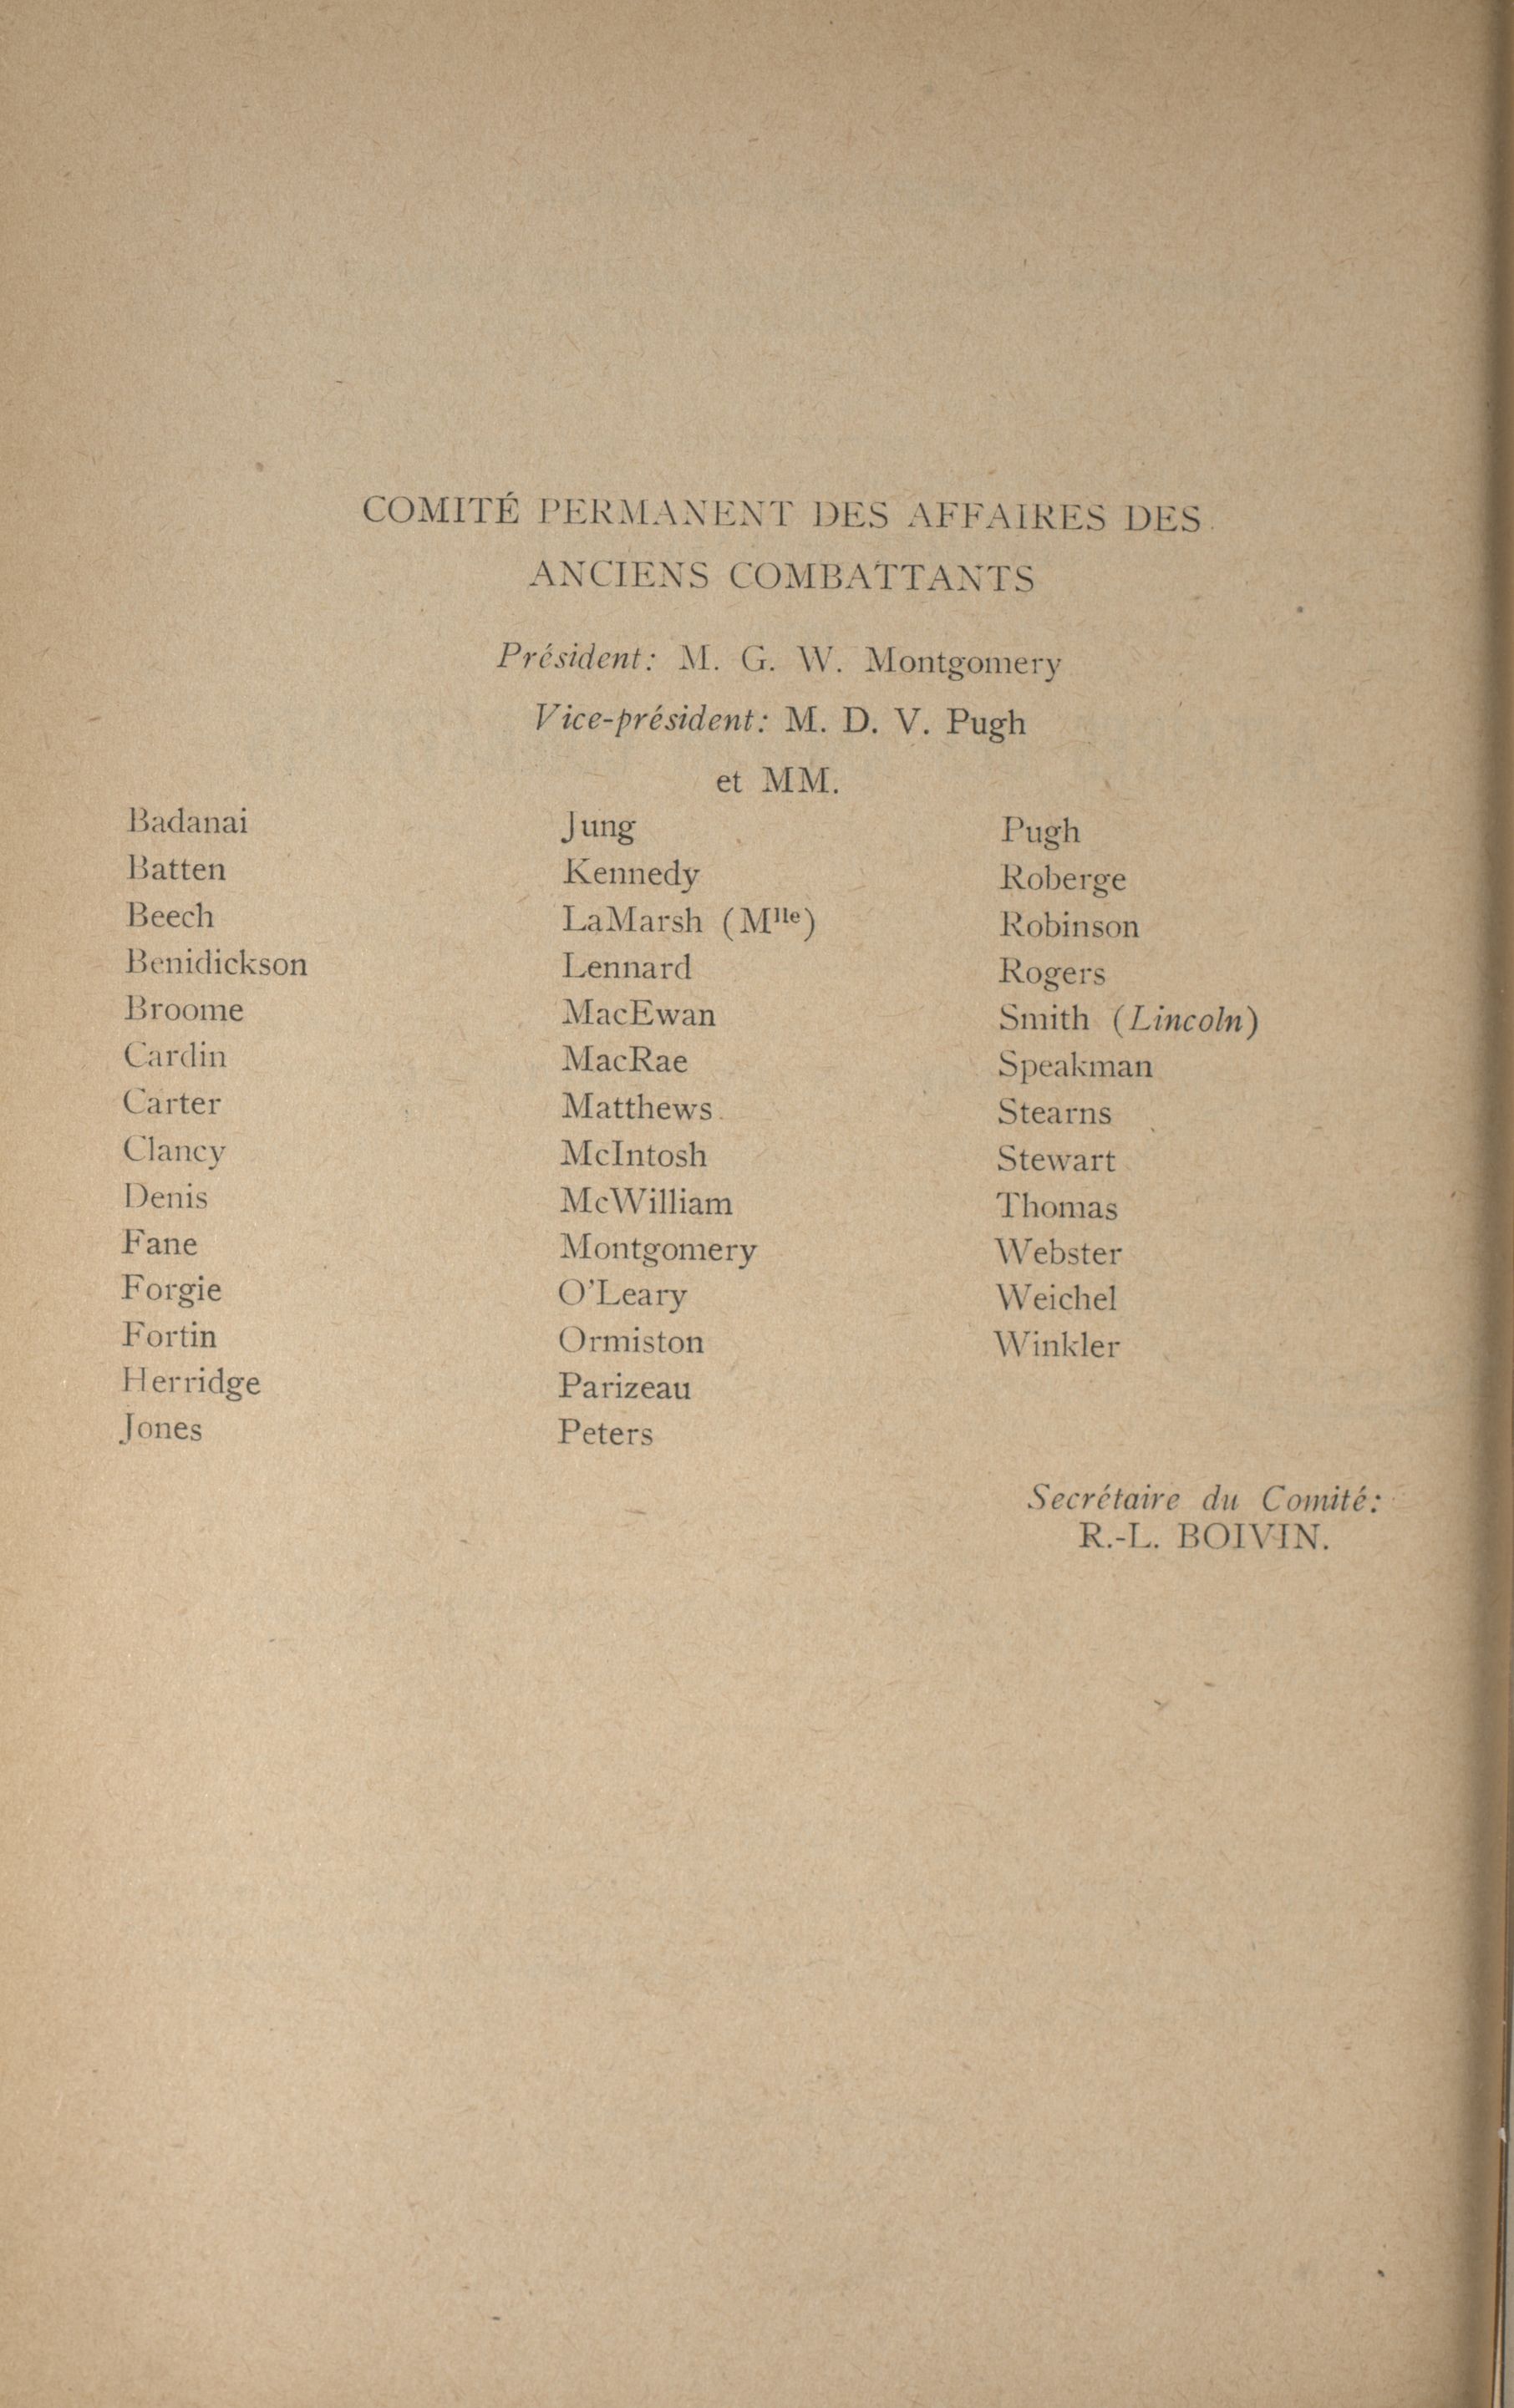 COMITÉ PERMANENT DES AFFAIRES DES
ANCIENS COMBATTANTS
Président: M. G. W. Montgomery
Vice-président: M. D. V. Pugh
et MM.
Badanai
Batten
Beech
Benidickson
Broome
Cardin
Carter
Clancy
Denis
Fane
Forgie
Fortin
Herridge
Jones
Jung
Kennedy
LaMarsh (Mlle)
Lennard
MacEwan
MacRae
Matthews
McIntosh
McWilliam
Montgomery
O'Leary
Ormiston
Parizeau
Peters
Pugh
Roberge
Robinson
Rogers
Smith (Lincoln)
Speakman
Stearns
Stewart
Thomas
Webster
Weichel
Winkler
Secrétaire du Comité:
R.-L. BOIVIN.